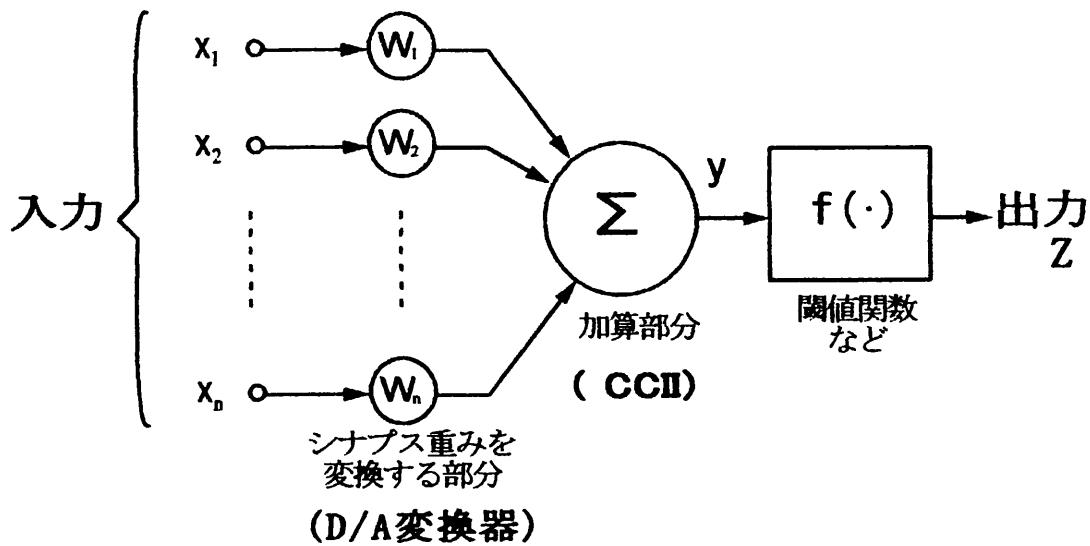 入力
X1
W1
X2
W2
Xn
Wn
シナプス重みを
変換する部分
(D/A変換器)
Σ
加算部分
( CCII)
y
f(·)
閾値関数
など
出力
Z